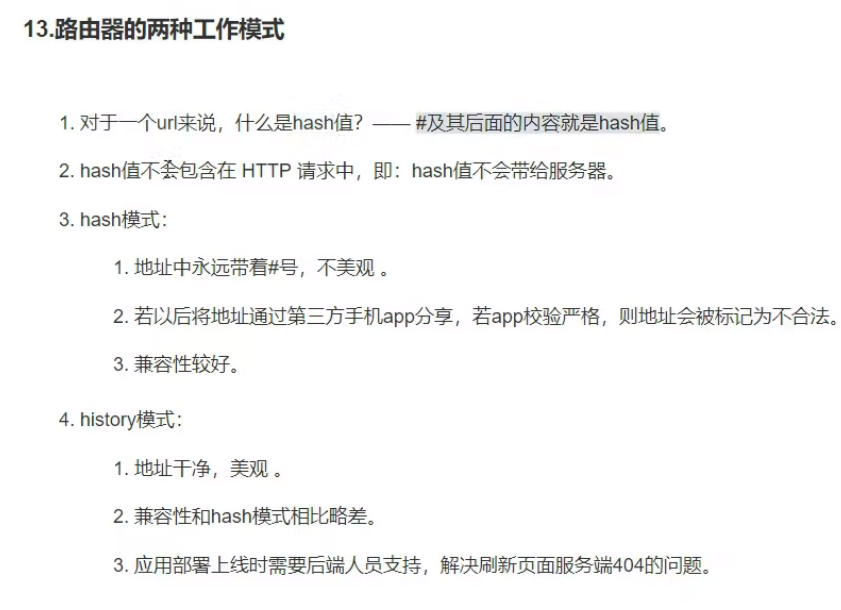 13.路由器的两种工作模式
1. 对于一个url来说，什么是hash值？—— #及其后面的内容就是hash值。
2. hash值不会包含在 HTTP 请求中，即：hash值不会带给服务器。
3. hash模式：
1. 地址中永远带着#号，不美观 。
2. 若以后将地址通过第三方手机app分享，若app校验严格，则地址会被标记为不合法。
3. 兼容性较好。
4. history模式：
1. 地址干净，美观 。
2. 兼容性和hash模式相比略差。
3. 应用部署上线时需要后端人员支持，解决刷新页面服务端404的问题。